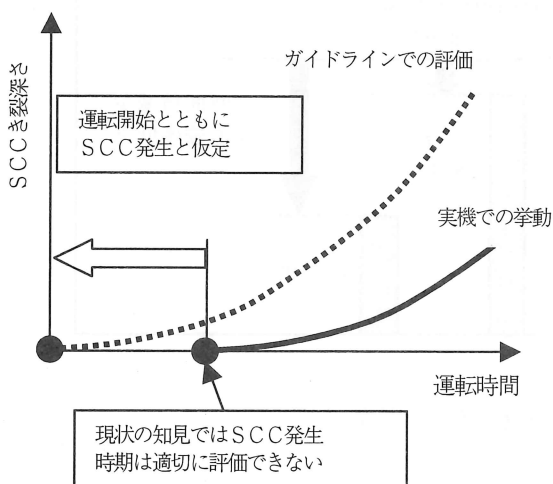 ガイドラインでの評価
SCCき裂深さ
運転開始とともに
SCC発生と仮定
実機での挙動
運転時間
現状の知見ではSCC発生
時期は適切に評価できない